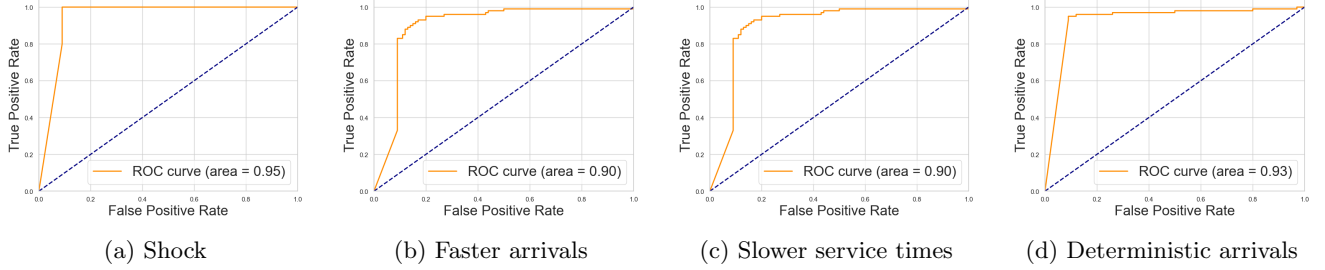 True Positive Rate
1.0
0.8
0.6
0.4
0.2
0.0
ROC curve (area = 0.95)
0.0 0.2 0.4 0.6 0.8 1.0
False Positive Rate
(a) Shock
True Positive Rate
1.0
0.8
0.6
0.4
0.2
0.0
ROC curve (area = 0.90)
0.0 0.2 0.4 0.6 0.8 1.0
False Positive Rate
(b) Faster arrivals
True Positive Rate
1.0
0.8
0.6
0.4
0.2
0.0
ROC curve (area = 0.90)
0.0 0.2 0.4 0.6 0.8 1.0
False Positive Rate
(c) Slower service times
True Positive Rate
1.0
0.8
0.6
0.4
0.2
0.0
ROC curve (area = 0.93)
0.0 0.2 0.4 0.6 0.8 1.0
False Positive Rate
(d) Deterministic arrivals